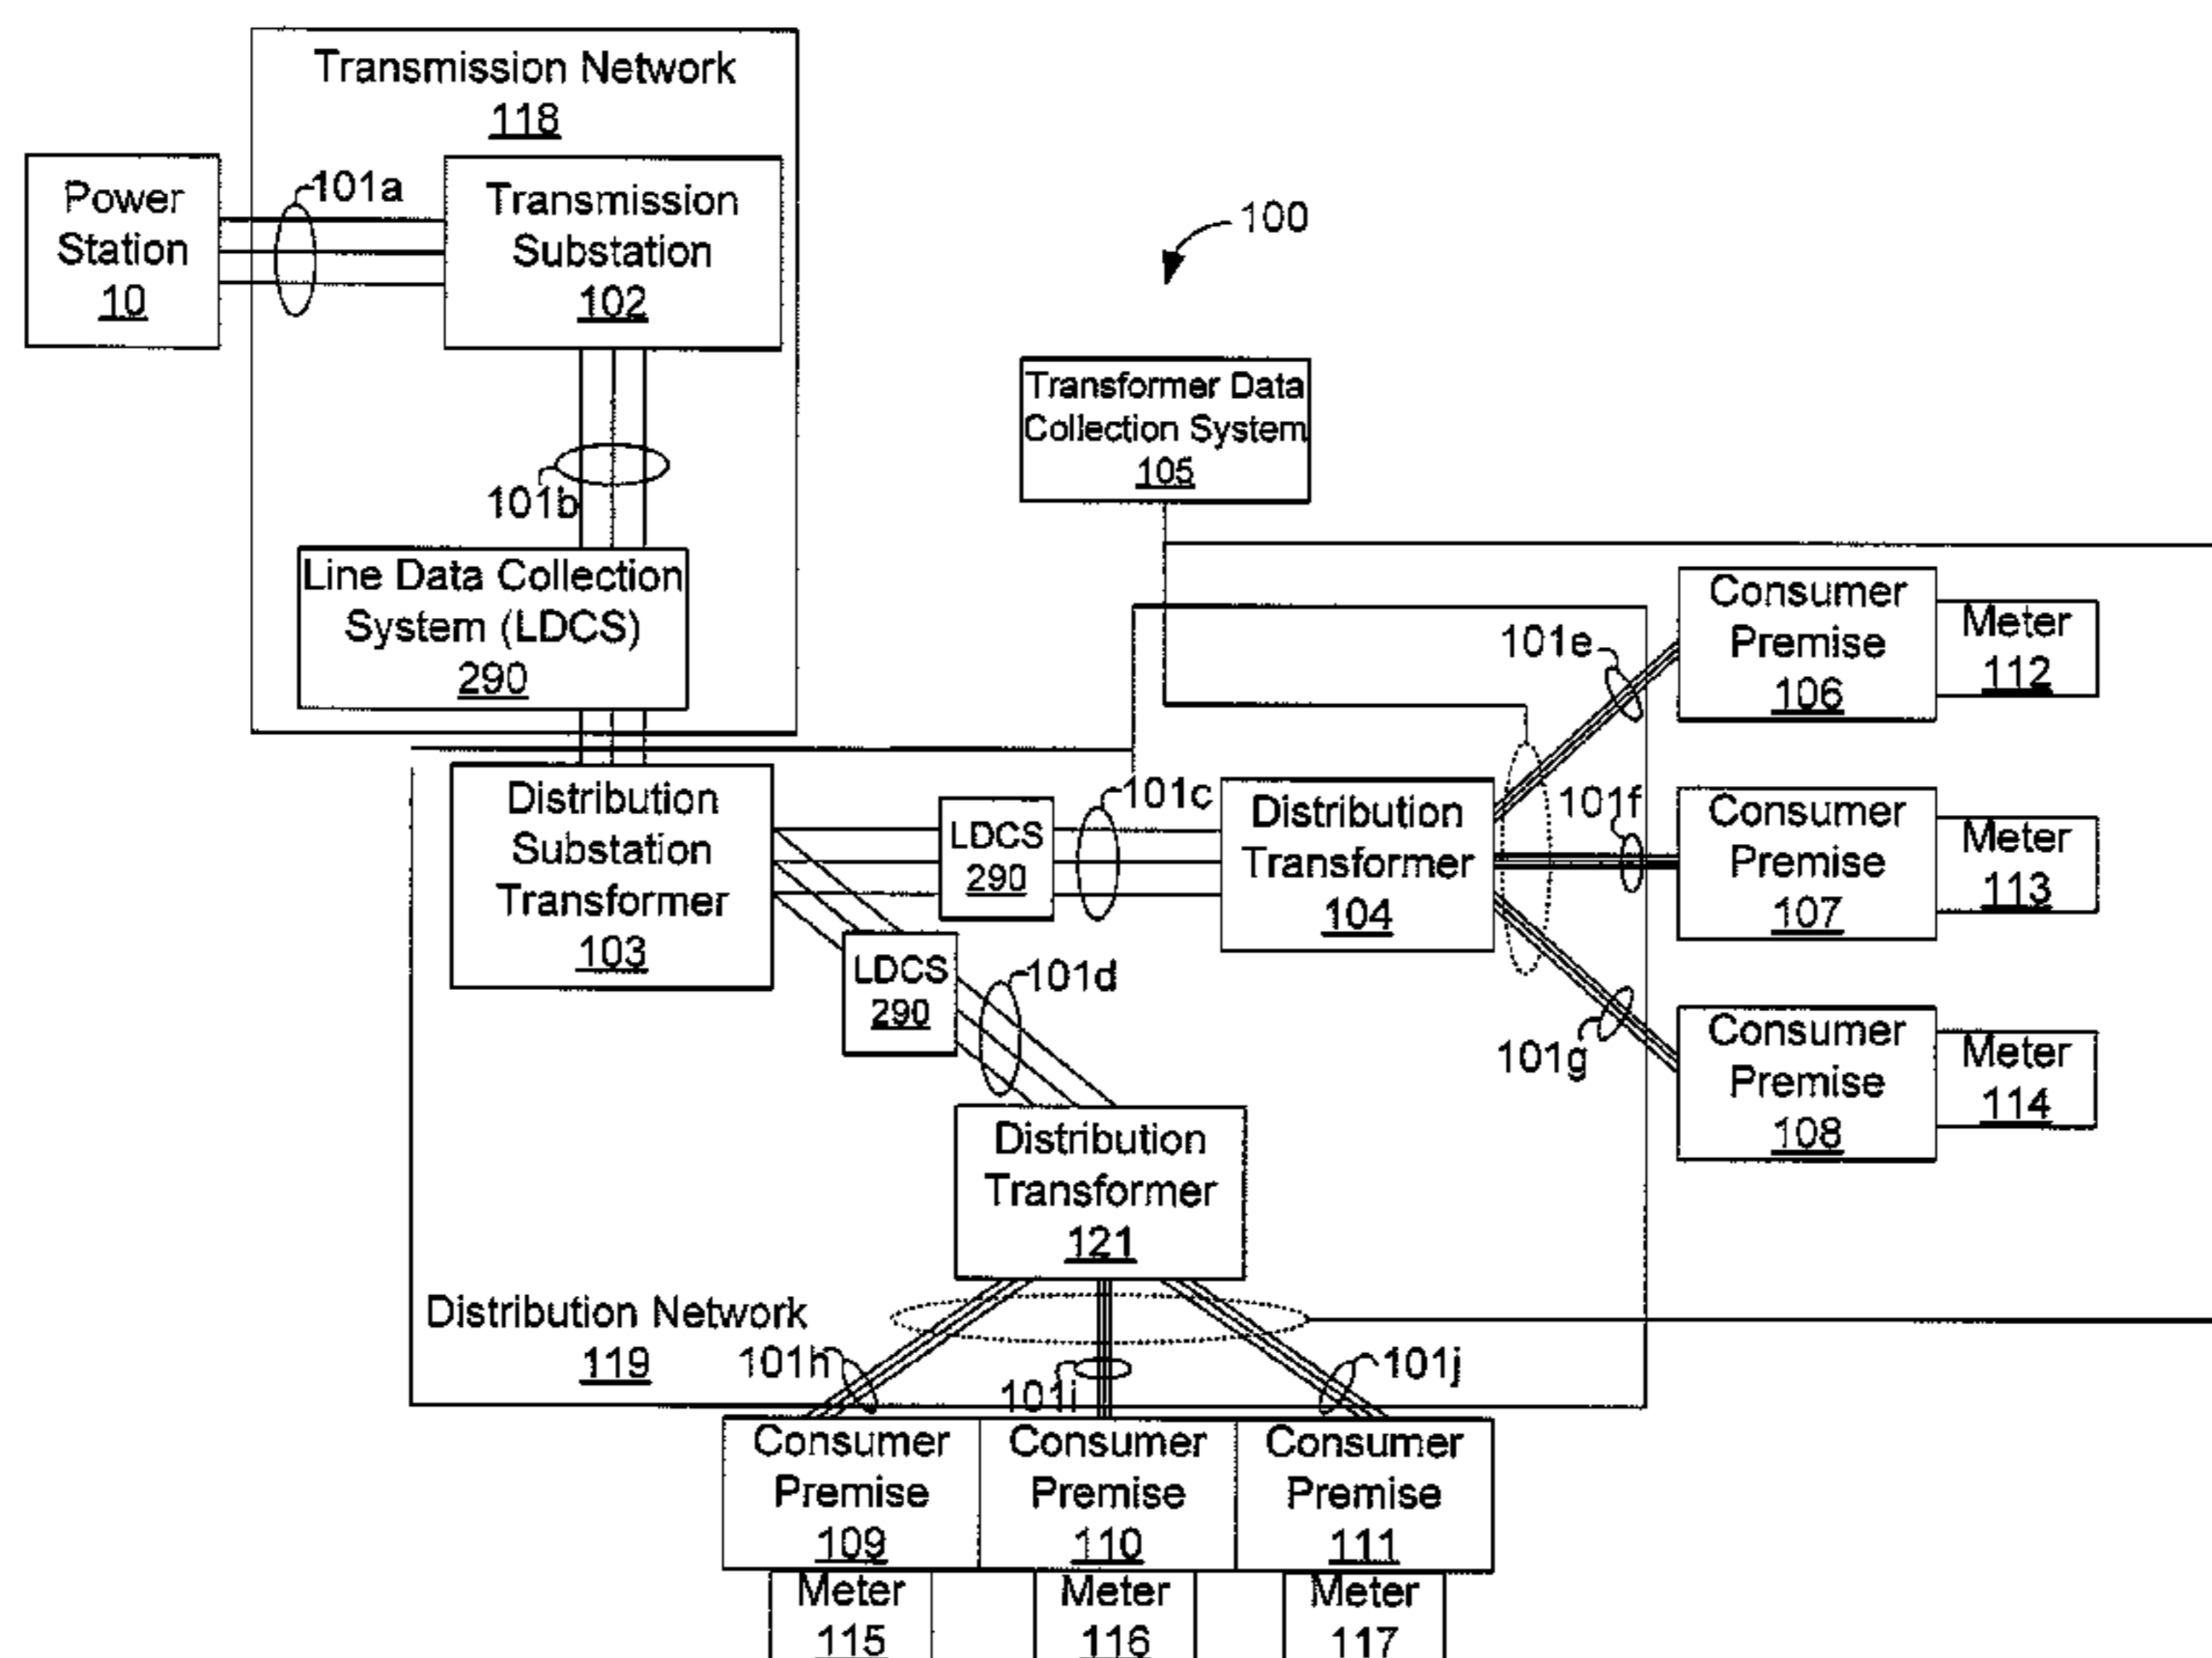 Transmission Network
118
Power
Station
10
101a
Transmission
Substation
102
100
101b
Transformer Data
Collection System
105
Line Data Collection
System (LDCS)
290
Consumer
Premise
106
Meter
112
101e
Distribution
Substation
Transformer
103
LDCS
290
101c
Distribution
Transformer
104
101f
Consumer
Premise
107
Meter
113
LDCS
290
101d
101g
Consumer
Premise
108
Meter
114
Distribution
Transformer
121
Distribution Network
119
101h
101i
101j
Consumer
Premise
109
Consumer
Premise
110
Consumer
Premise
111
Meter
115
Meter
116
Meter
117